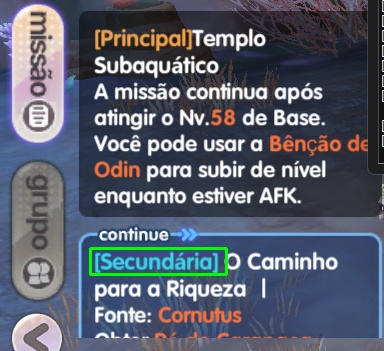 missão
[Principal]Templo
Subaquático
A missão continua após
atingir o Nv.58 de Base.
Você pode usar a Bênção de
Odin para subir de nível
enquanto estiver AFK.
grupo
continue
[Secundária] O Caminho
para a Riqueza |
Fonte: Cornutus